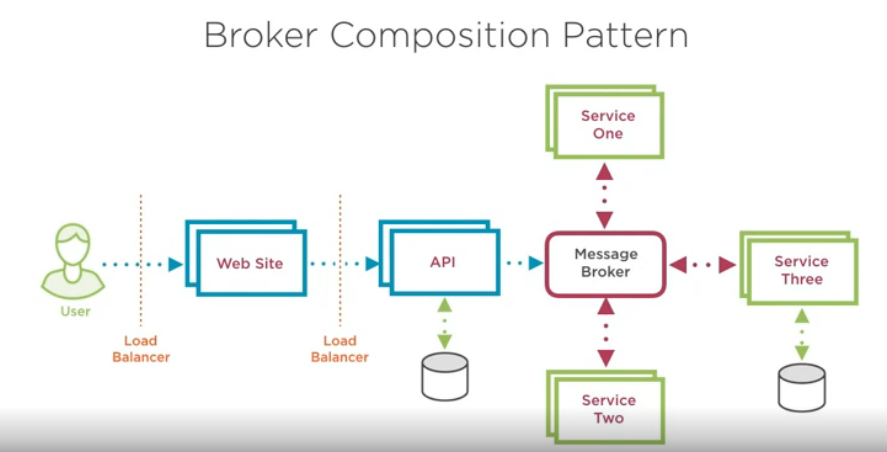 Broker Composition Pattern
Service
One
Web Site
API
Message
Broker
Service
Three
User
Load
Balancer
Load
Balancer
Service
Two